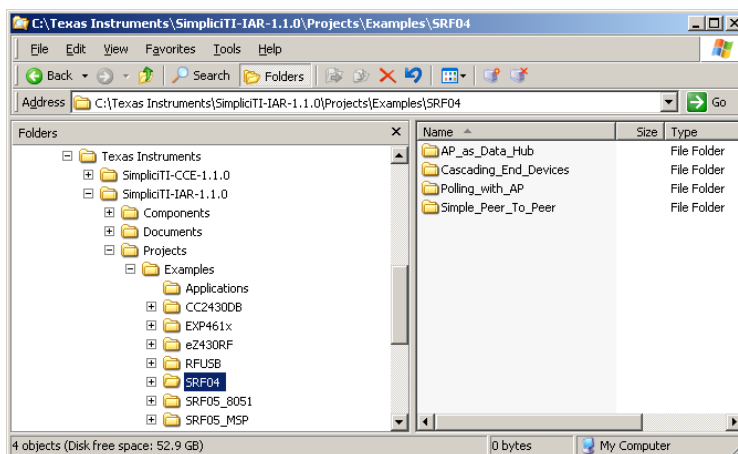 C:\Texas Instruments\SimpliciTI-IAR-1.1.0\Projects\Examples\SRF04
File Edit View Favorites Tools Help
Back Search Folders
Address C:\Texas Instruments\SimpliciTI-IAR-1.1.0\Projects\Examples\SRF04 Go
Folders x Name Size Type
Texas Instruments AP_as_Data_Hub File Folder
SimpliciTI-CCE-1.1.0 Cascading_End_Devices File Folder
SimpliciTI-IAR-1.1.0 Polling_with_AP File Folder
Components Simple_Peer_To_Peer File Folder
Documents
Projects
Examples
Applications
CC2430DB
EXP461x
eZ430RF
RFUSB
SRF04
SRF05_8051
SRF05_MSP
4 objects (Disk free space: 52.9 GB) 0 bytes My Computer